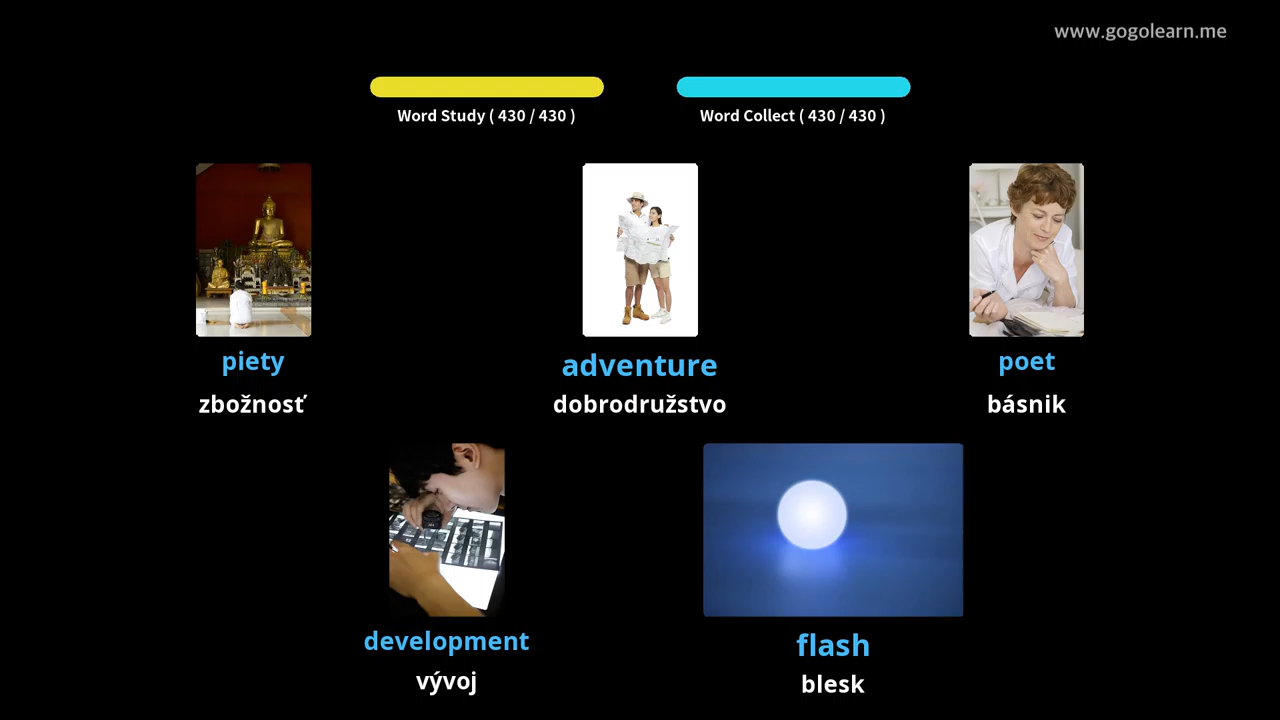 www.gogolearn.me
Word Study ( 430 / 430 )
Word Collect ( 430 / 430 )
piety
adventure
poet
zbožnosť
dobrodružstvo
básnik
development
flash
vývoj
blesk